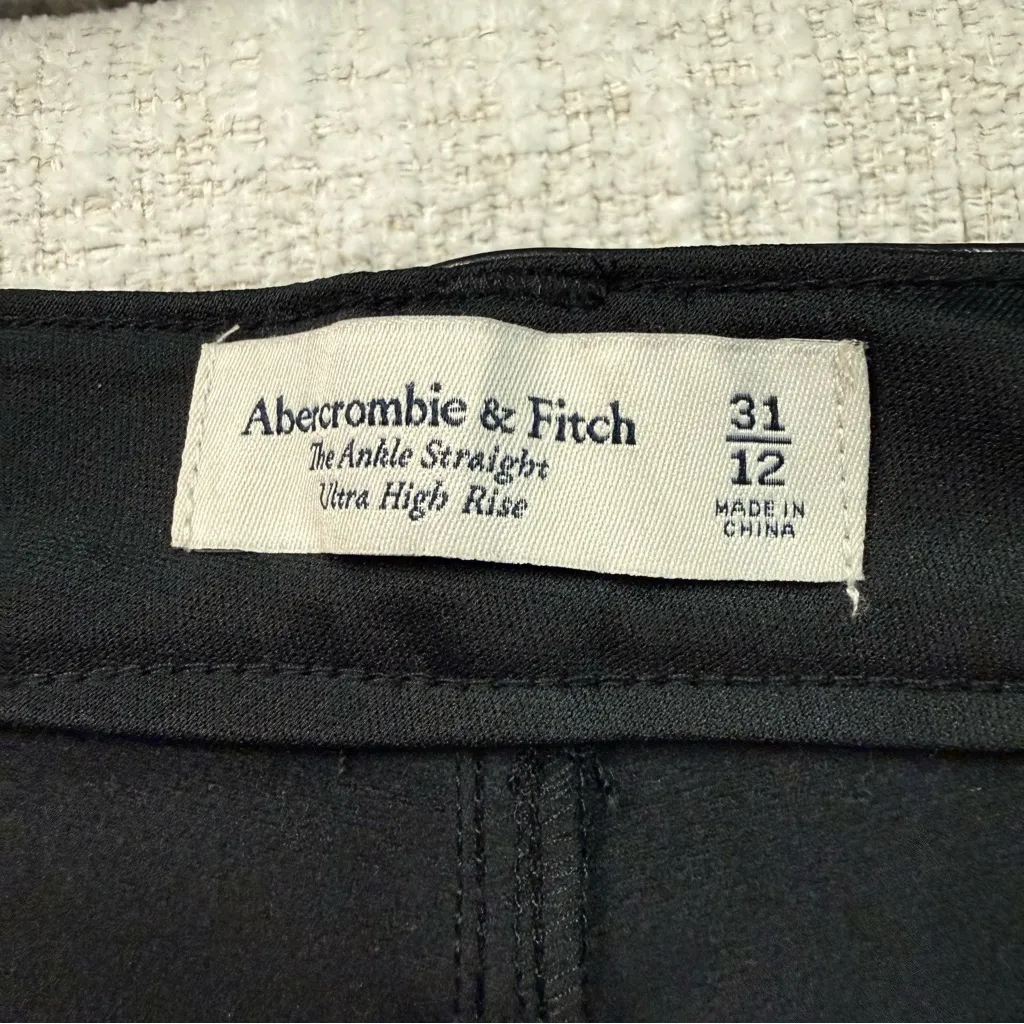 Abercrombie & Fitch
The Ankle Straight
Ultra High Rise
31
12
MADE IN
CHINA